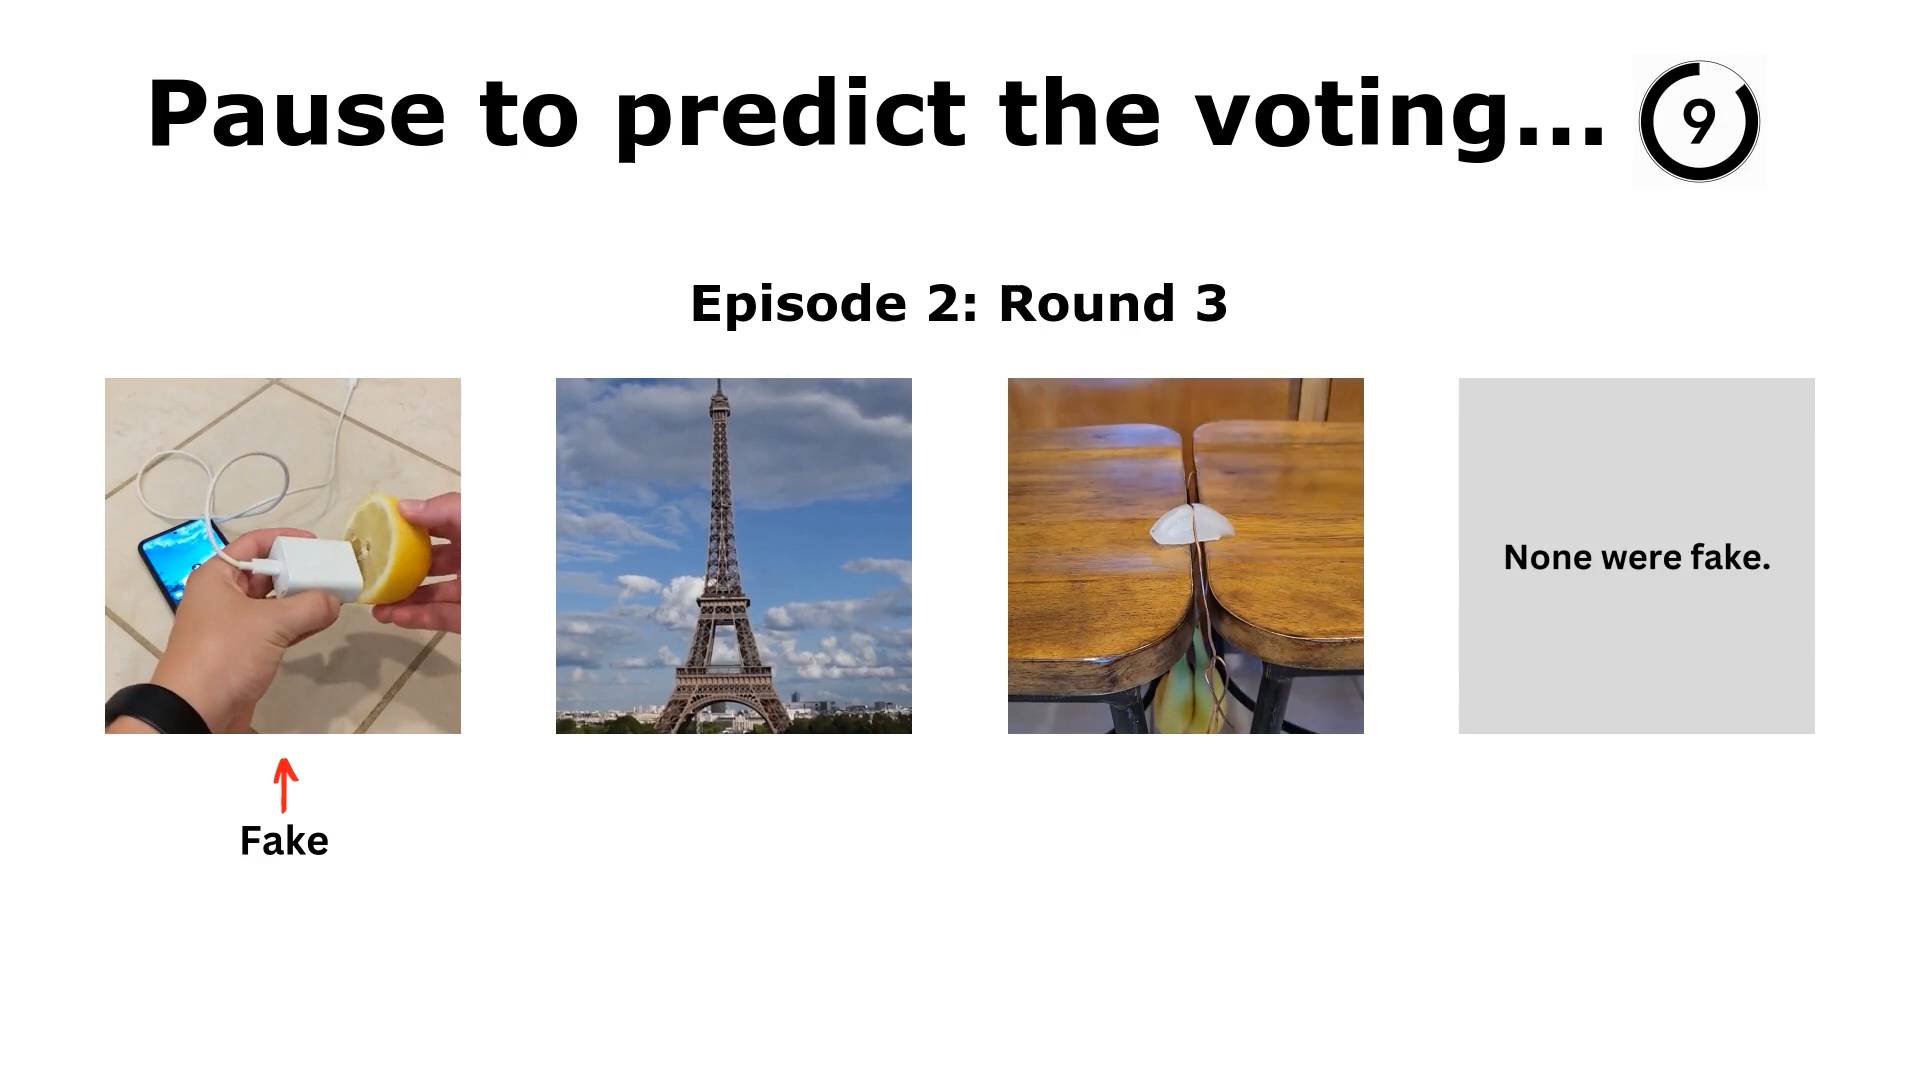 Pause to predict the voting...
9
Episode 2: Round 3
None were fake.
Fake